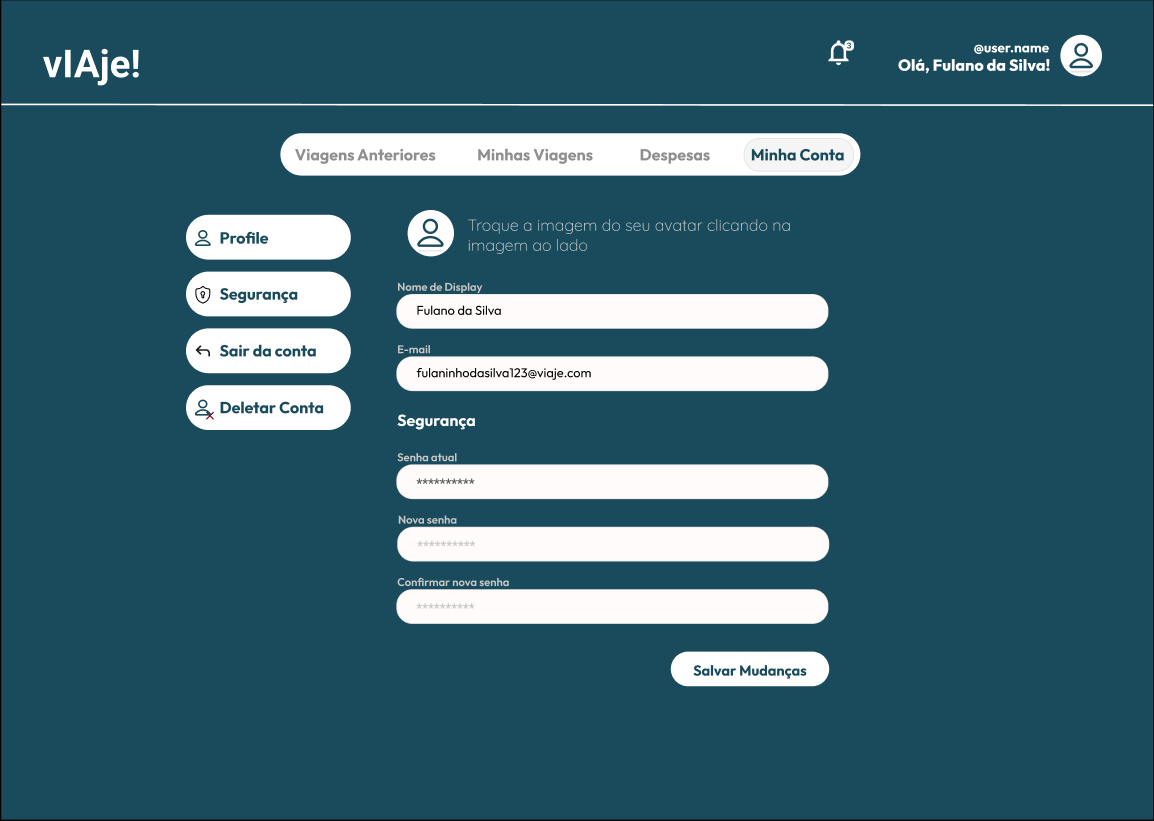 vIAje!
3
@user.name
Olá, Fulano da Silva!
Viagens Anteriores Minhas Viagens Despesas Minha Conta
Profile
Segurança
Sair da conta
Deletar Conta
Troque a imagem do seu avatar clicando na
imagem ao lado
Nome de Display
Fulano da Silva
E-mail
fulaninhodasilva123@viaje.com
Segurança
Senha atual
**********
Nova senha
**********
Confirmar nova senha
**********
Salvar Mudanças